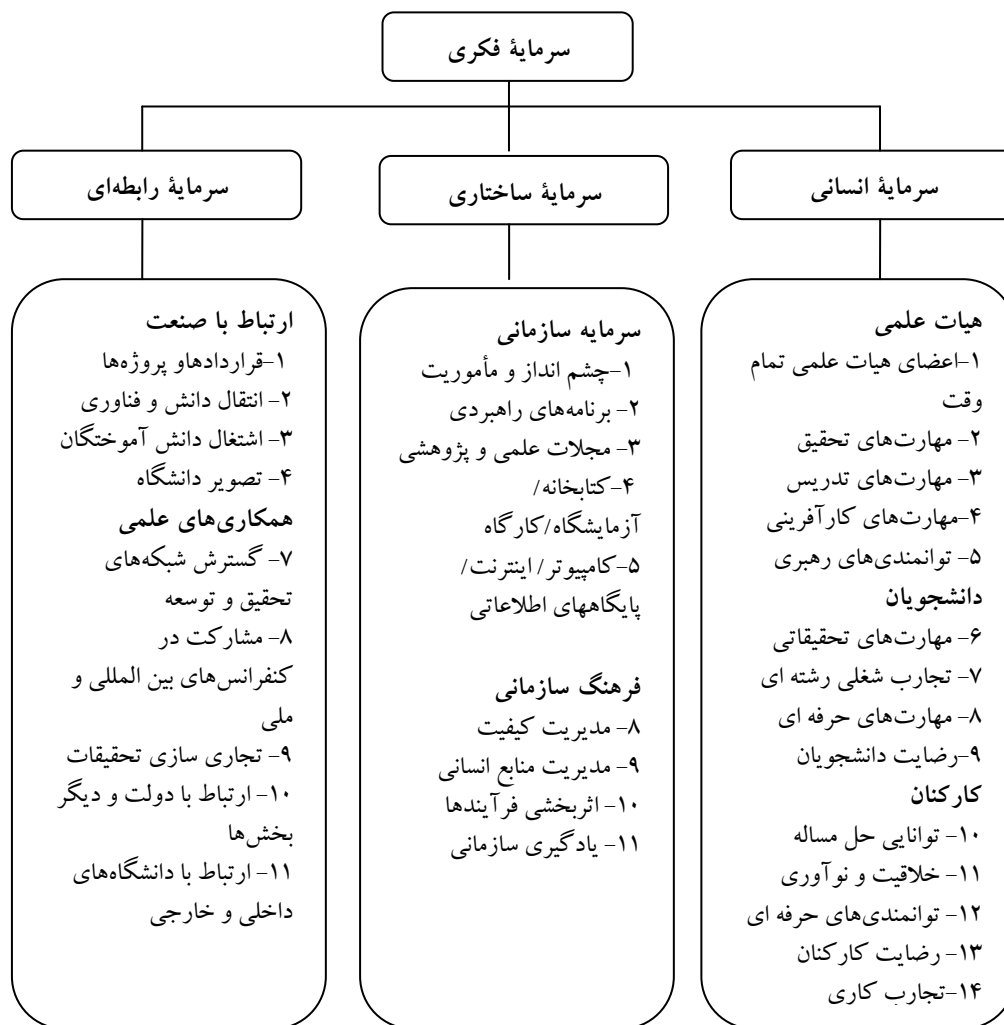 سرمایۀ فکری
سرمایۀ انسانی
سرمایۀ ساختاری
سرمایۀ رابطه‌ای
هیات علمی
۱-اعضای هیات علمی تمام
وقت
۲- مهارت‌های تحقیق
۳- مهارت‌های تدریس
۴-مهارت‌های کارآفرینی
۵- توانمندی‌های رهبری
دانشجویان
۶- مهارت‌های تحقیقاتی
۷- تجارب شغلی رشته ای
۸- مهارت‌های حرفه ای
۹-رضایت دانشجویان
کارکنان
۱۰- توانایی حل مساله
۱۱- خلاقیت و نوآوری
۱۲- توانمندی‌های حرفه ای
۱۳- رضایت کارکنان
۱۴-تجارب کاری
سرمایه سازمانی
۱-چشم انداز و مأموریت
۲- برنامه‌های راهبردی
۳- مجلات علمی و پژوهشی
۴-کتابخانه/
آزمایشگاه/کارگاه
۵-کامپیوتر/ اینترنت/
پایگاههای اطلاعاتی
فرهنگ سازمانی
۸- مدیریت کیفیت
۹- مدیریت منابع انسانی
۱۰- اثربخشی فرآیندها
۱۱- یادگیری سازمانی
ارتباط با صنعت
۱-قراردادهاو پروژه‌ها
۲- انتقال دانش و فناوری
۳- اشتغال دانش آموختگان
۴- تصویر دانشگاه
همکاری‌های علمی
۷- گسترش شبکه‌های
تحقیق و توسعه
۸- مشارکت در
کنفرانس‌های بین المللی و
ملی
۹- تجاری سازی تحقیقات
۱۰- ارتباط با دولت و دیگر
بخش‌ها
۱۱- ارتباط با دانشگاه‌های
داخلی و خارجی